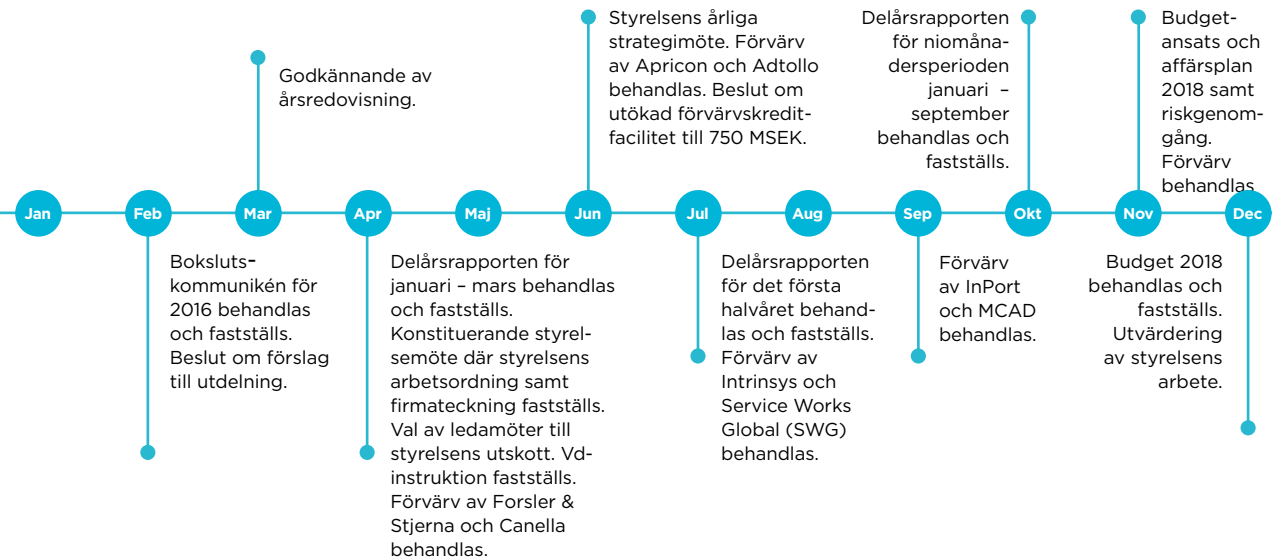 Godkännande av
årsredovisning.
Styrelsens årliga
strategimöte. Förvärv
av Apricon och Adtollo
behandlas. Beslut om
utökad förvärvskredit-
facilitet till 750 MSEK.
Delårsrapporten
för niomåna-
dersperioden
januari –
september
behandlas och
fastställs.
Budget-
ansats och
affärsplan
2018 samt
riskgenom-
gång.
Förvärv
behandlas
Jan
Feb
Mar
Apr
Maj
Jun
Jul
Aug
Sep
Okt
Nov
Dec
Boksluts-
kommunikén för
2016 behandlas
och fastställs.
Beslut om förslag
till utdelning.
Delårsrapporten för
januari – mars behandlas
och fastställs.
Konstituerande styrel-
semöte där styrelsens
arbetsordning samt
firmateckning fastställs.
Val av ledamöter till
styrelsens utskott. Vd-
instruktion fastställs.
Förvärv av Forsler &
Stjerna och Canella
behandlas.
Delårsrapporten
för det första
halvåret behand-
las och fastställs.
Förvärv av
Intrinsys och
Service Works
Global (SWG)
behandlas.
Förvärv
av InPort
och MCAD
behandlas.
Budget 2018
behandlas och
fastställs.
Utvärdering
av styrelsens
arbete.